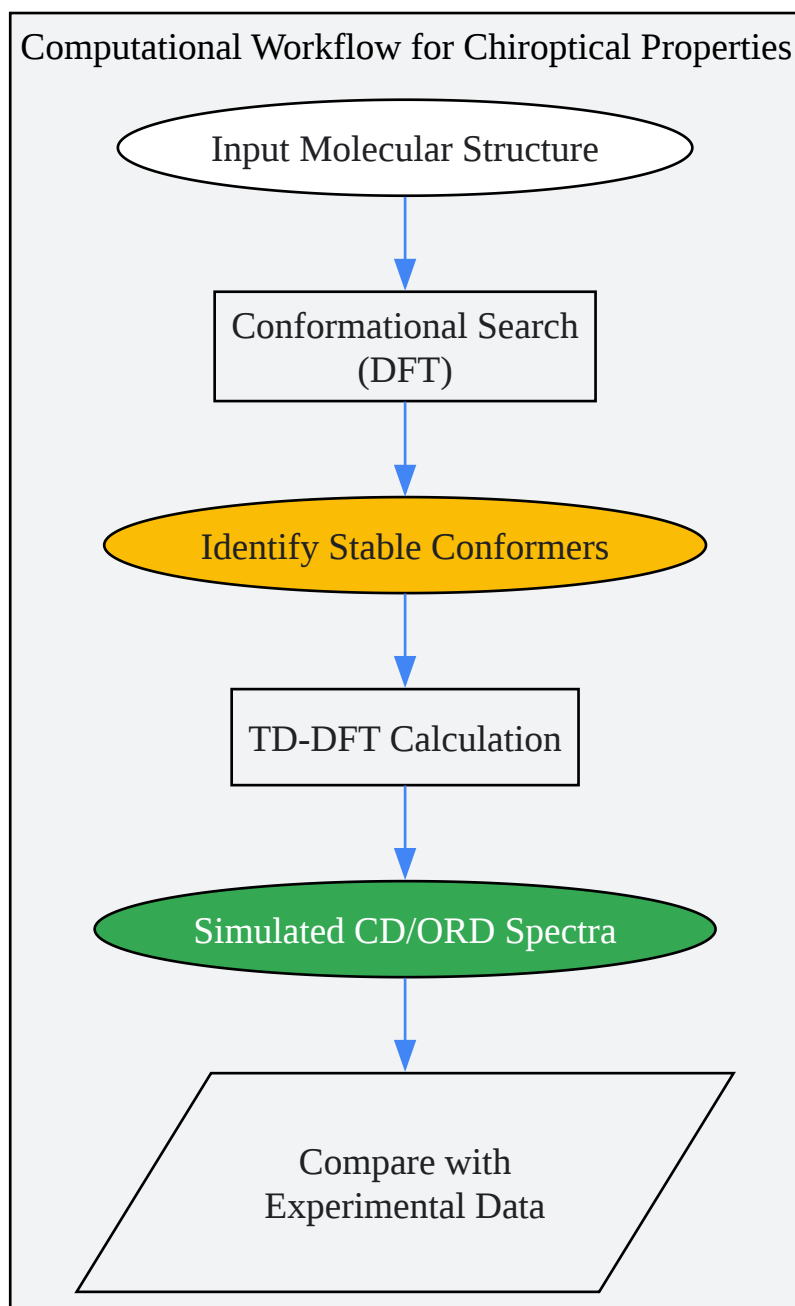 Computational Workflow for Chiroptical Properties
Input Molecular Structure
Conformational Search
(DFT)
Identify Stable Conformers
TD-DFT Calculation
Simulated CD/ORD Spectra
Compare with
Experimental Data